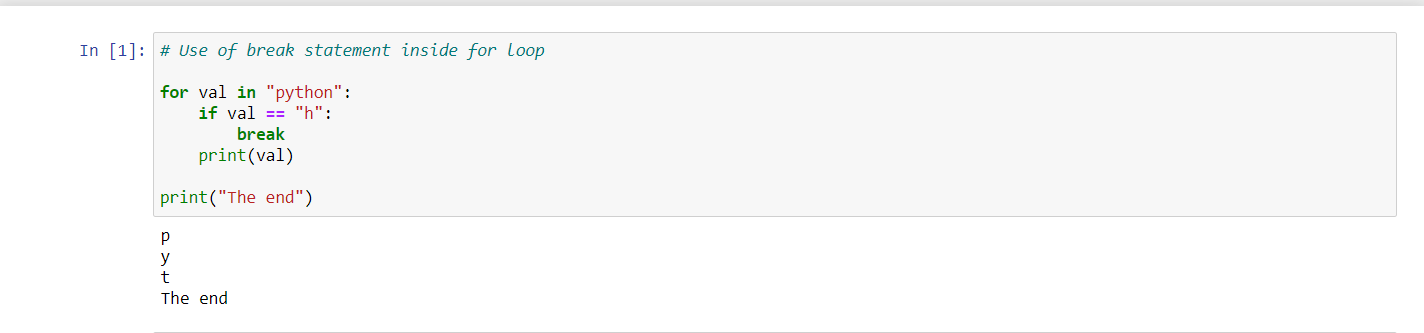 In [1]: # Use of break statement inside for loop
for val in "python":
    if val == "h":
        break
    print(val)
print("The end")
p
y
t
The end